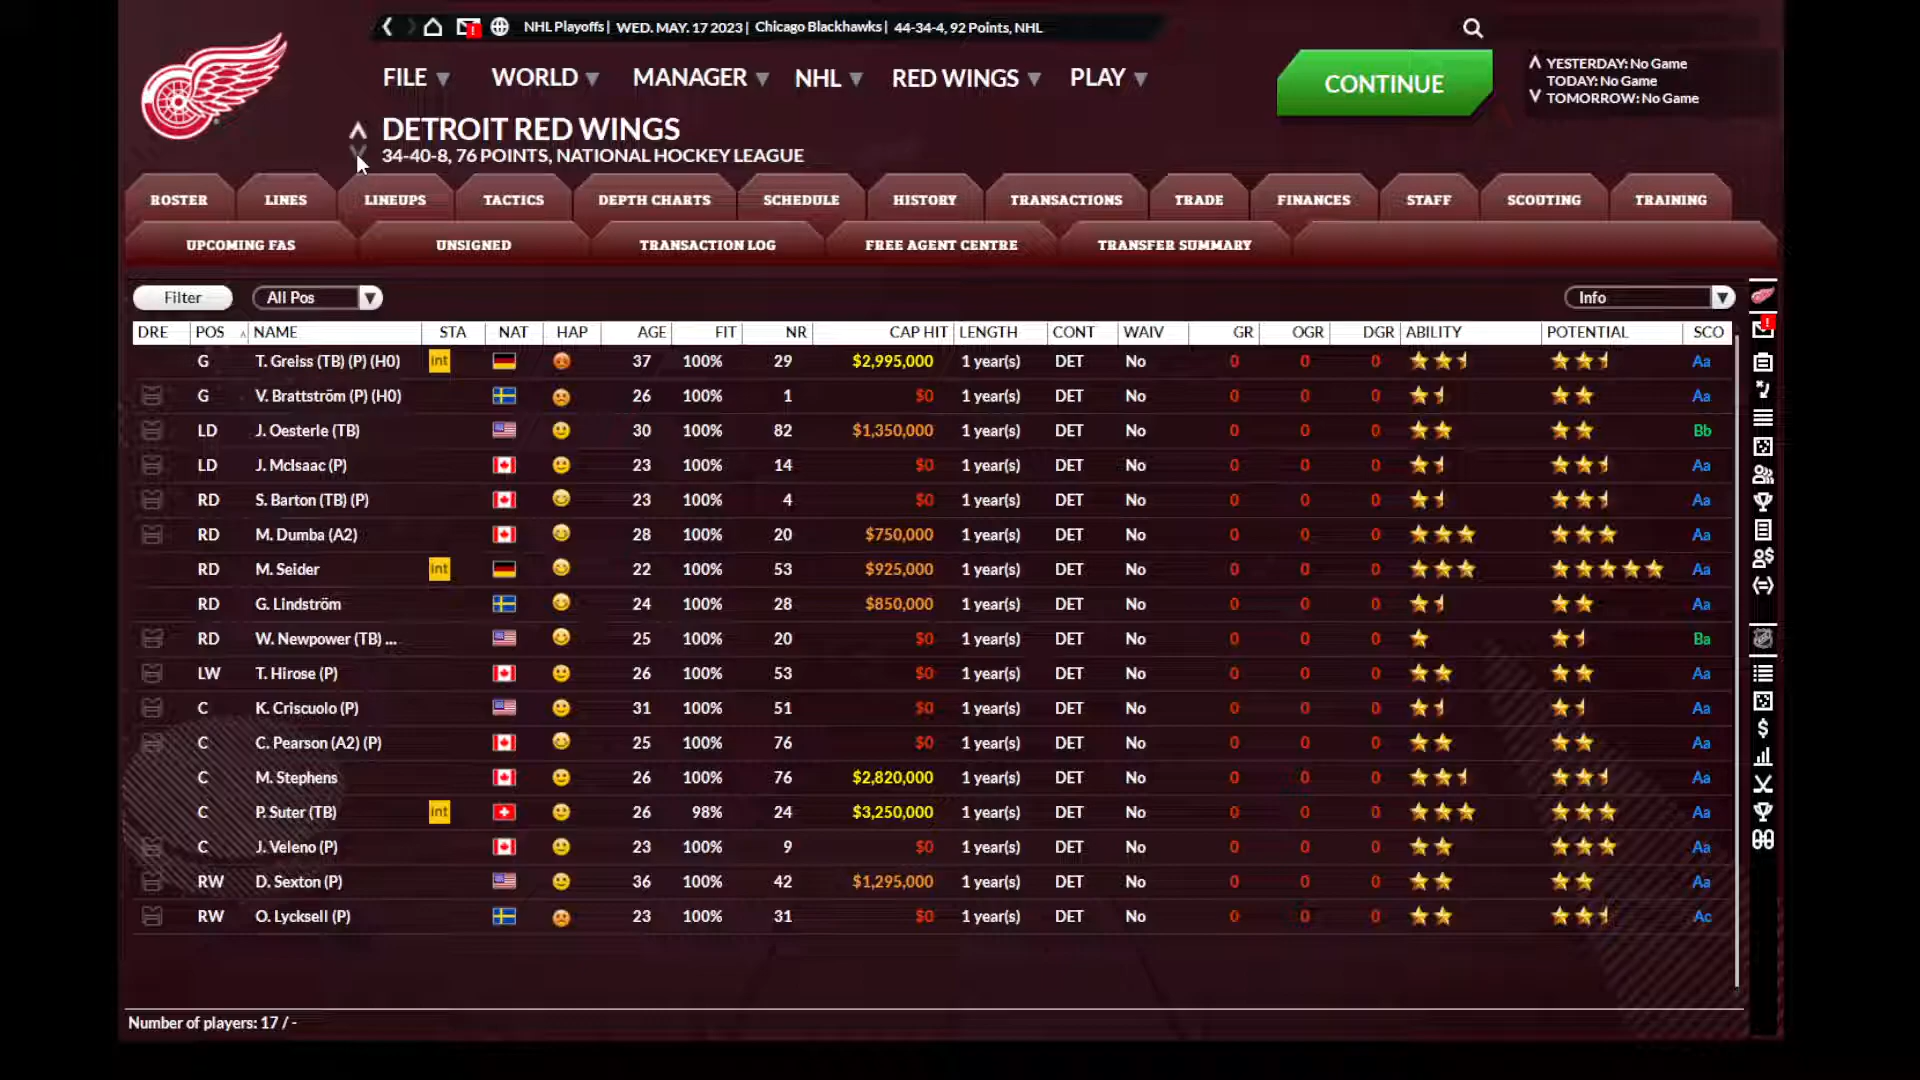 NHL Playoffs | WED. MAY. 17 2023 | Chicago Blackhawks | 44-34-4, 92 Points, NHL
FILE WORLD MANAGER NHL RED WINGS PLAY
CONTINUE
YESTERDAY: No Game
TODAY: No Game
TOMORROW: No Game
DETROIT RED WINGS
34-40-8, 76 POINTS, NATIONAL HOCKEY LEAGUE
ROSTER LINES LINEUPS TACTICS DEPTH CHARTS SCHEDULE HISTORY TRANSACTIONS TRADE FINANCES STAFF SCOUTING TRAINING
UPCOMING FAS UNSIGNED TRANSACTION LOG FREE AGENT CENTRE TRANSFER SUMMARY
Filter All Pos Info
DRE POS NAME STA NAT HAP AGE FIT NR CAP HIT LENGTH CONT WAIV GR OGR DGR ABILITY POTENTIAL SCO
G T. Greiss (TB) (P) (H0) int 37 100% 29 $2,995,000 1 year(s) DET No 0 0 0 Aa
G V. Brattström (P) (H0) 26 100% 1 $0 1 year(s) DET No 0 0 0 Aa
LD J. Oesterle (TB) 30 100% 82 $1,350,000 1 year(s) DET No 0 0 0 Bb
LD J. McIsaac (P) 23 100% 14 $0 1 year(s) DET No 0 0 0 Aa
RD S. Barton (TB) (P) 23 100% 4 $0 1 year(s) DET No 0 0 0 Aa
RD M. Dumba (A2) 28 100% 20 $750,000 1 year(s) DET No 0 0 0 Aa
RD M. Seider int 22 100% 53 $925,000 1 year(s) DET No 0 0 0 Aa
RD G. Lindström 24 100% 28 $850,000 1 year(s) DET No 0 0 0 Aa
RD W. Newpower (TB) ... 25 100% 20 $0 1 year(s) DET No 0 0 0 Ba
LW T. Hirose (P) 26 100% 53 $0 1 year(s) DET No 0 0 0 Aa
C K. Criscuolo (P) 31 100% 51 $0 1 year(s) DET No 0 0 0 Aa
C C. Pearson (A2) (P) 25 100% 76 $0 1 year(s) DET No 0 0 0 Aa
C M. Stephens 26 100% 76 $2,820,000 1 year(s) DET No 0 0 0 Aa
C P. Suter (TB) int 26 98% 24 $3,250,000 1 year(s) DET No 0 0 0 Aa
C J. Veleno (P) 23 100% 9 $0 1 year(s) DET No 0 0 0 Aa
RW D. Sexton (P) 36 100% 42 $1,295,000 1 year(s) DET No 0 0 0 Aa
RW O. Lycksell (P) 23 100% 31 $0 1 year(s) DET No 0 0 0 Ac
Number of players: 17 / -